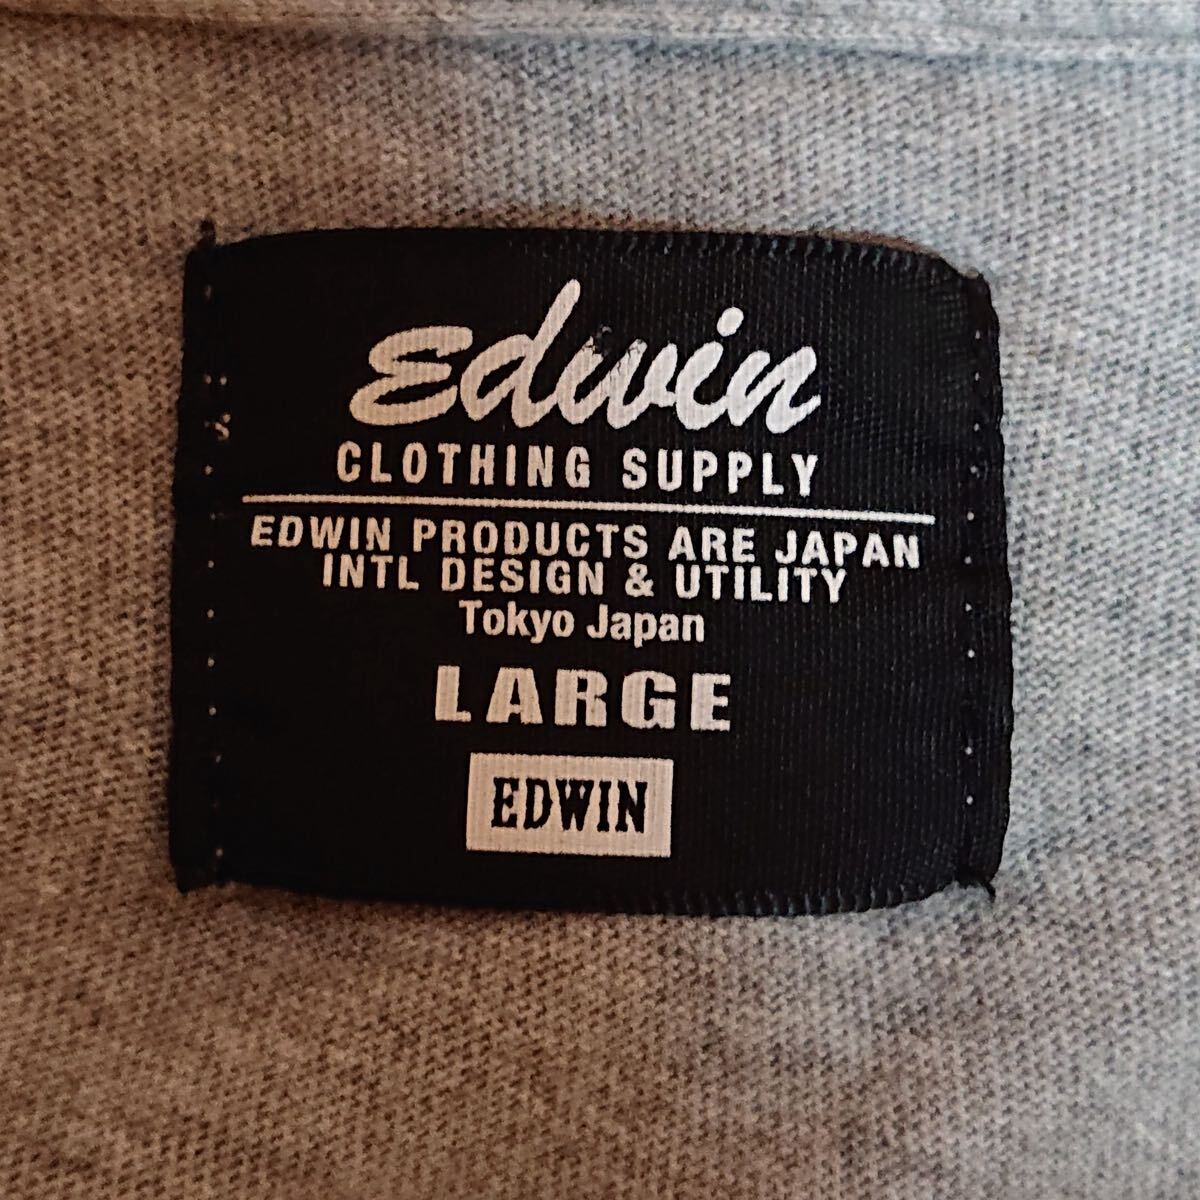 Edwin
CLOTHING SUPPLY
EDWIN PRODUCTS ARE JAPAN
INTL DESIGN & UTILITY
Tokyo Japan
LARGE
EDWIN